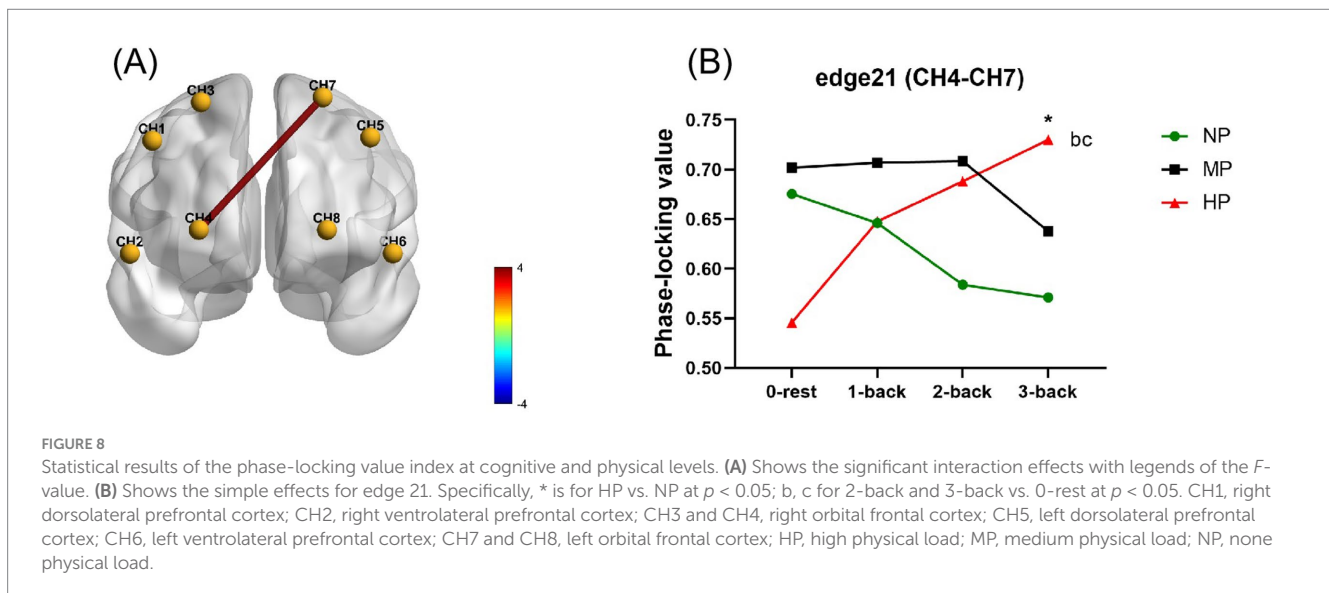 (A)
CH7
CH3
CH1
CH5
CH4
CH8
CH2
CH6
4
-4
(B)
edge21 (CH4-CH7)
Phase-locking value
0.75
0.70
0.65
0.60
0.55
0.50
0-rest 1-back 2-back 3-back
*
bc
NP
MP
HP
FIGURE 8
Statistical results of the phase-locking value index at cognitive and physical levels. (A) Shows the significant interaction effects with legends of the F-
value. (B) Shows the simple effects for edge 21. Specifically, * is for HP vs. NP at p < 0.05; b, c for 2-back and 3-back vs. 0-rest at p < 0.05. CH1, right
dorsolateral prefrontal cortex; CH2, right ventrolateral prefrontal cortex; CH3 and CH4, right orbital frontal cortex; CH5, left dorsolateral prefrontal
cortex; CH6, left ventrolateral prefrontal cortex; CH7 and CH8, left orbital frontal cortex; HP, high physical load; MP, medium physical load; NP, none
physical load.